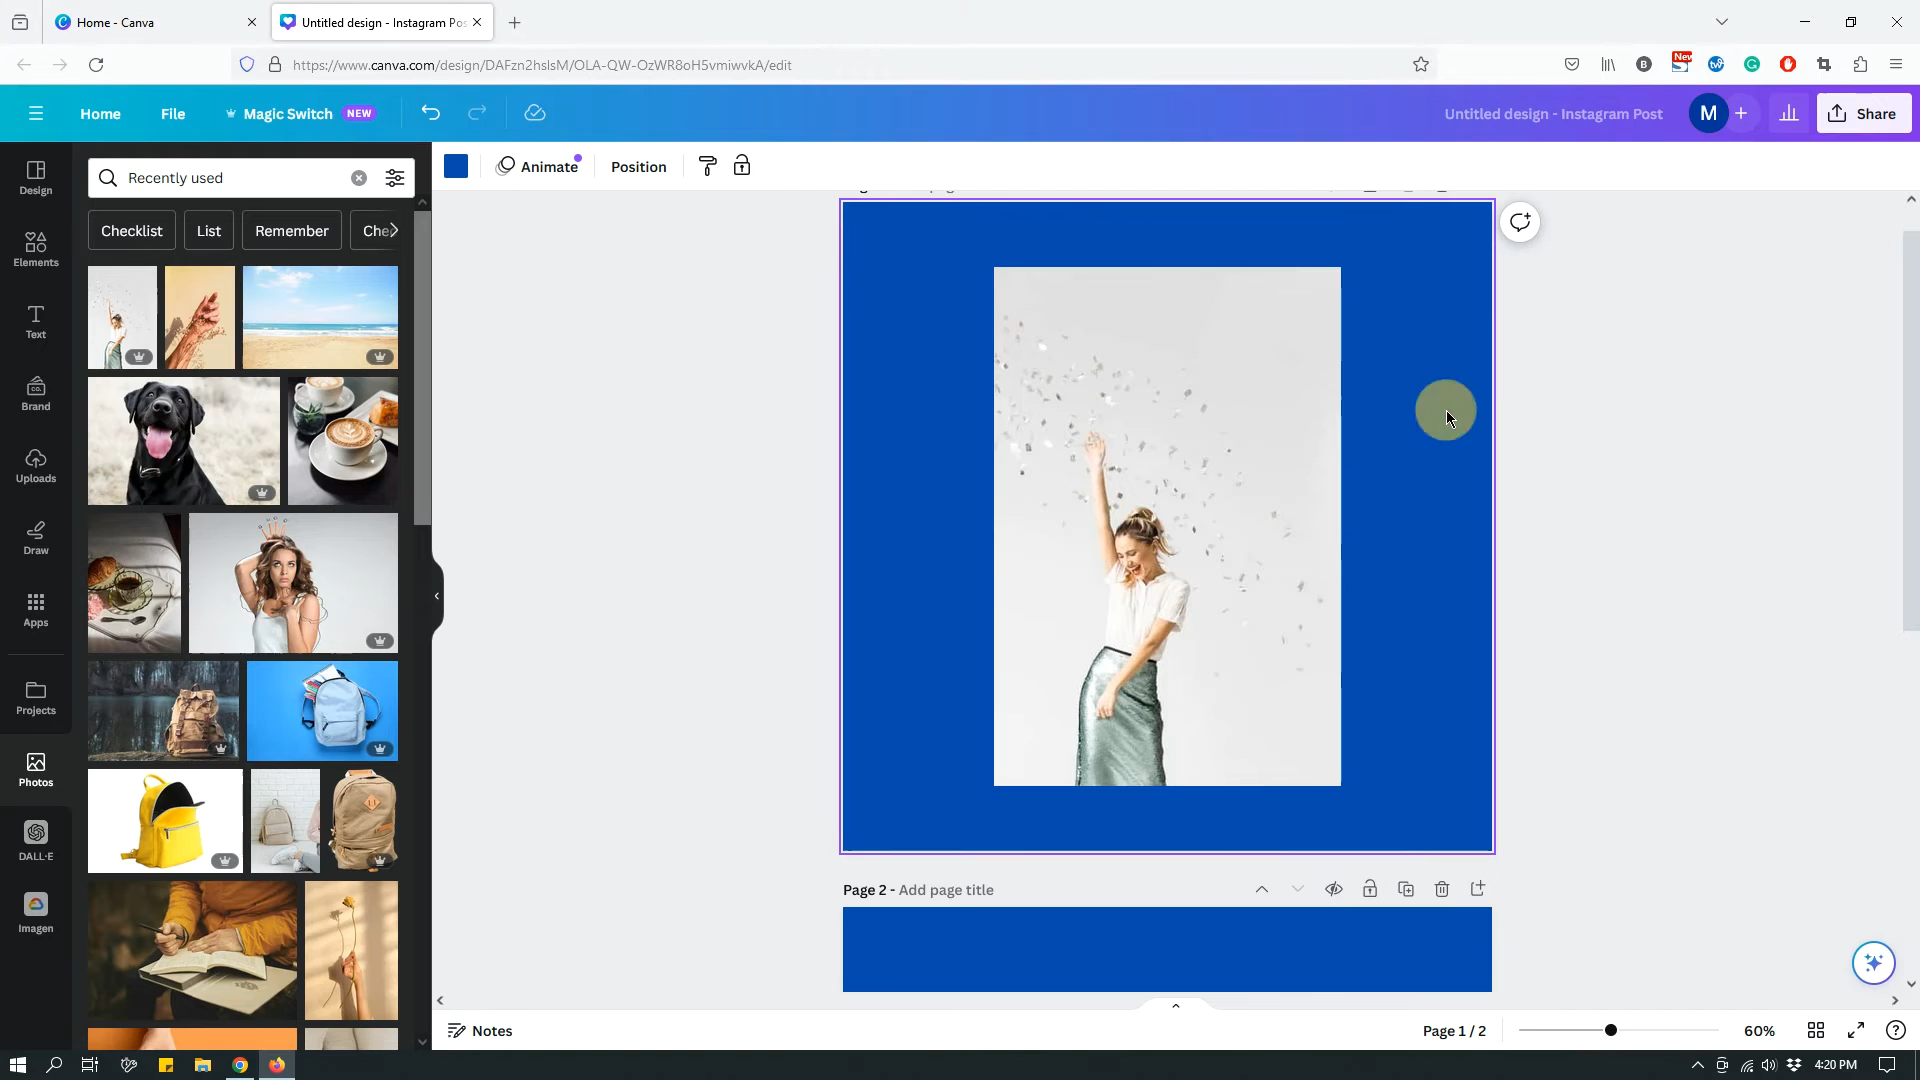 Home - Canva
Untitled design - Instagram Pos
https://www.canva.com/design/DAFzn2hslsM/OLA-QW-OzWR8oH5vmiwvkA/edit
B
New
Home
File
Magic Switch
NEW
Untitled design - Instagram Post
M
Share
Design
Elements
Text
Brand
Uploads
Draw
Apps
Projects
Photos
DALL·E
Imagen
Recently used
Checklist
List
Remember
Che
Animate
Position
Page 2 - Add page title
Notes
Page 1 / 2
60%
4:20 PM